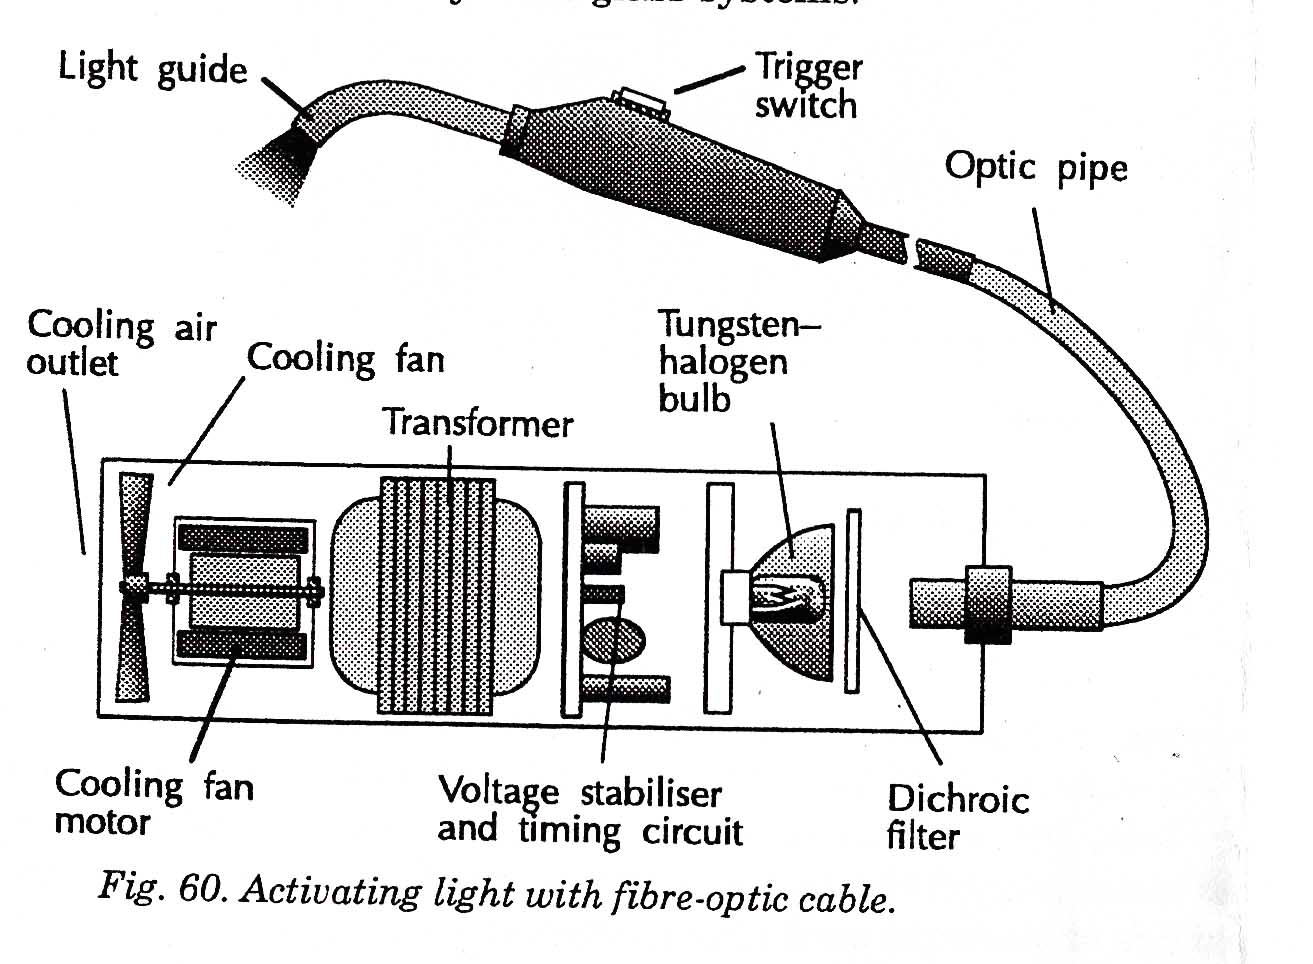 systems.
Light guide
Trigger
switch
Optic pipe
Cooling air
outlet
Cooling fan
Tungsten–
halogen
bulb
Transformer
Cooling fan
motor
Voltage stabiliser
and timing circuit
Dichroic
filter
Fig. 60. Activating light with fibre-optic cable.